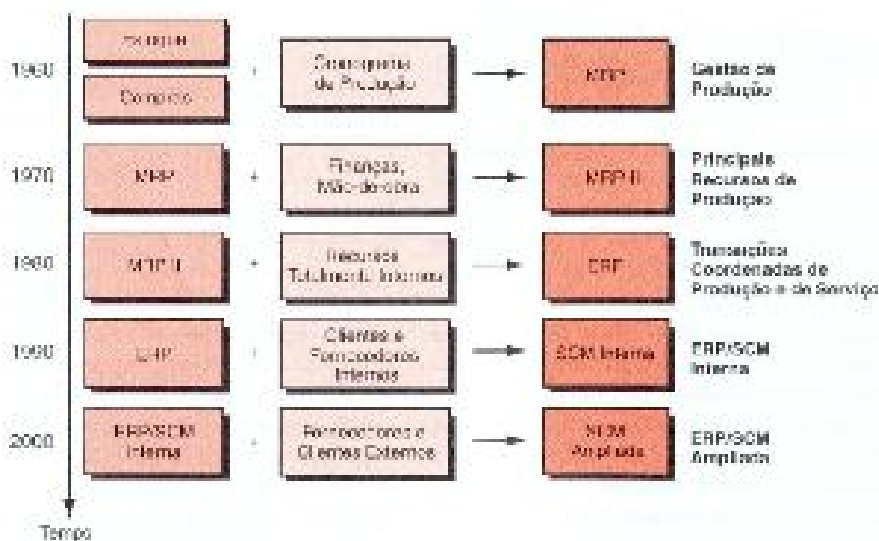 1960
Estoque
Compras
+
Cronograma
de Produção
MRP
Gestão de
Produção
1970
MRP
+
Finanças,
Mão-de-obra
MRP II
Principais
Recursos de
Produção
1980
MRP II
+
Recursos
Totalmente Internos
ERP
Transações
Coordenadas de
Produção e de Serviço
1990
ERP
+
Clientes e
Fornecedores
Internos
SCM Interna
ERP/SCM
Interna
2000
ERP/SCM
Interna
+
Fornecedores e
Clientes Externos
SCM
Ampliada
ERP/SCM
Ampliada
Tempo